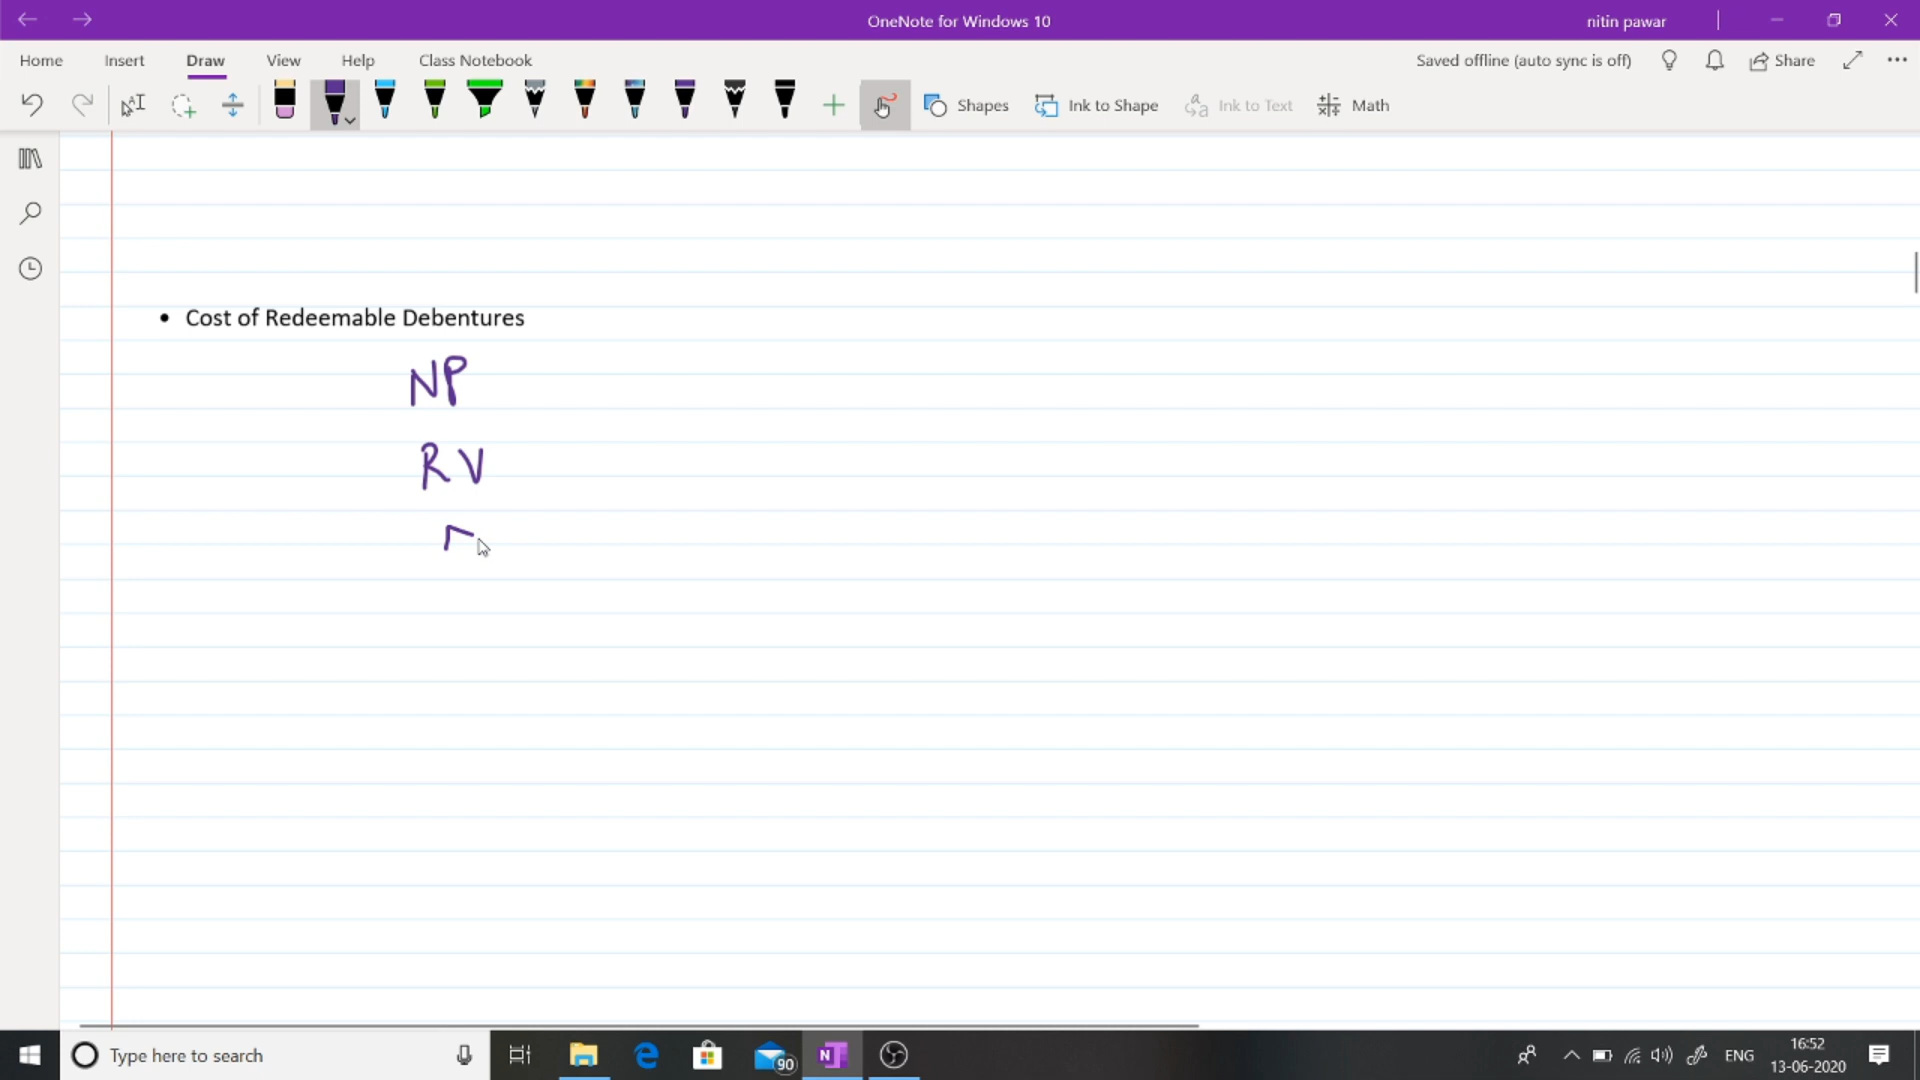 OneNote for Windows 10
nitin pawar
Home Insert Draw View Help Class Notebook
Saved offline (auto sync is off) Share
Shapes Ink to Shape Ink to Text Math
• Cost of Redeemable Debentures
NP
RV
Type here to search
90
ENG
16:52
13-06-2020